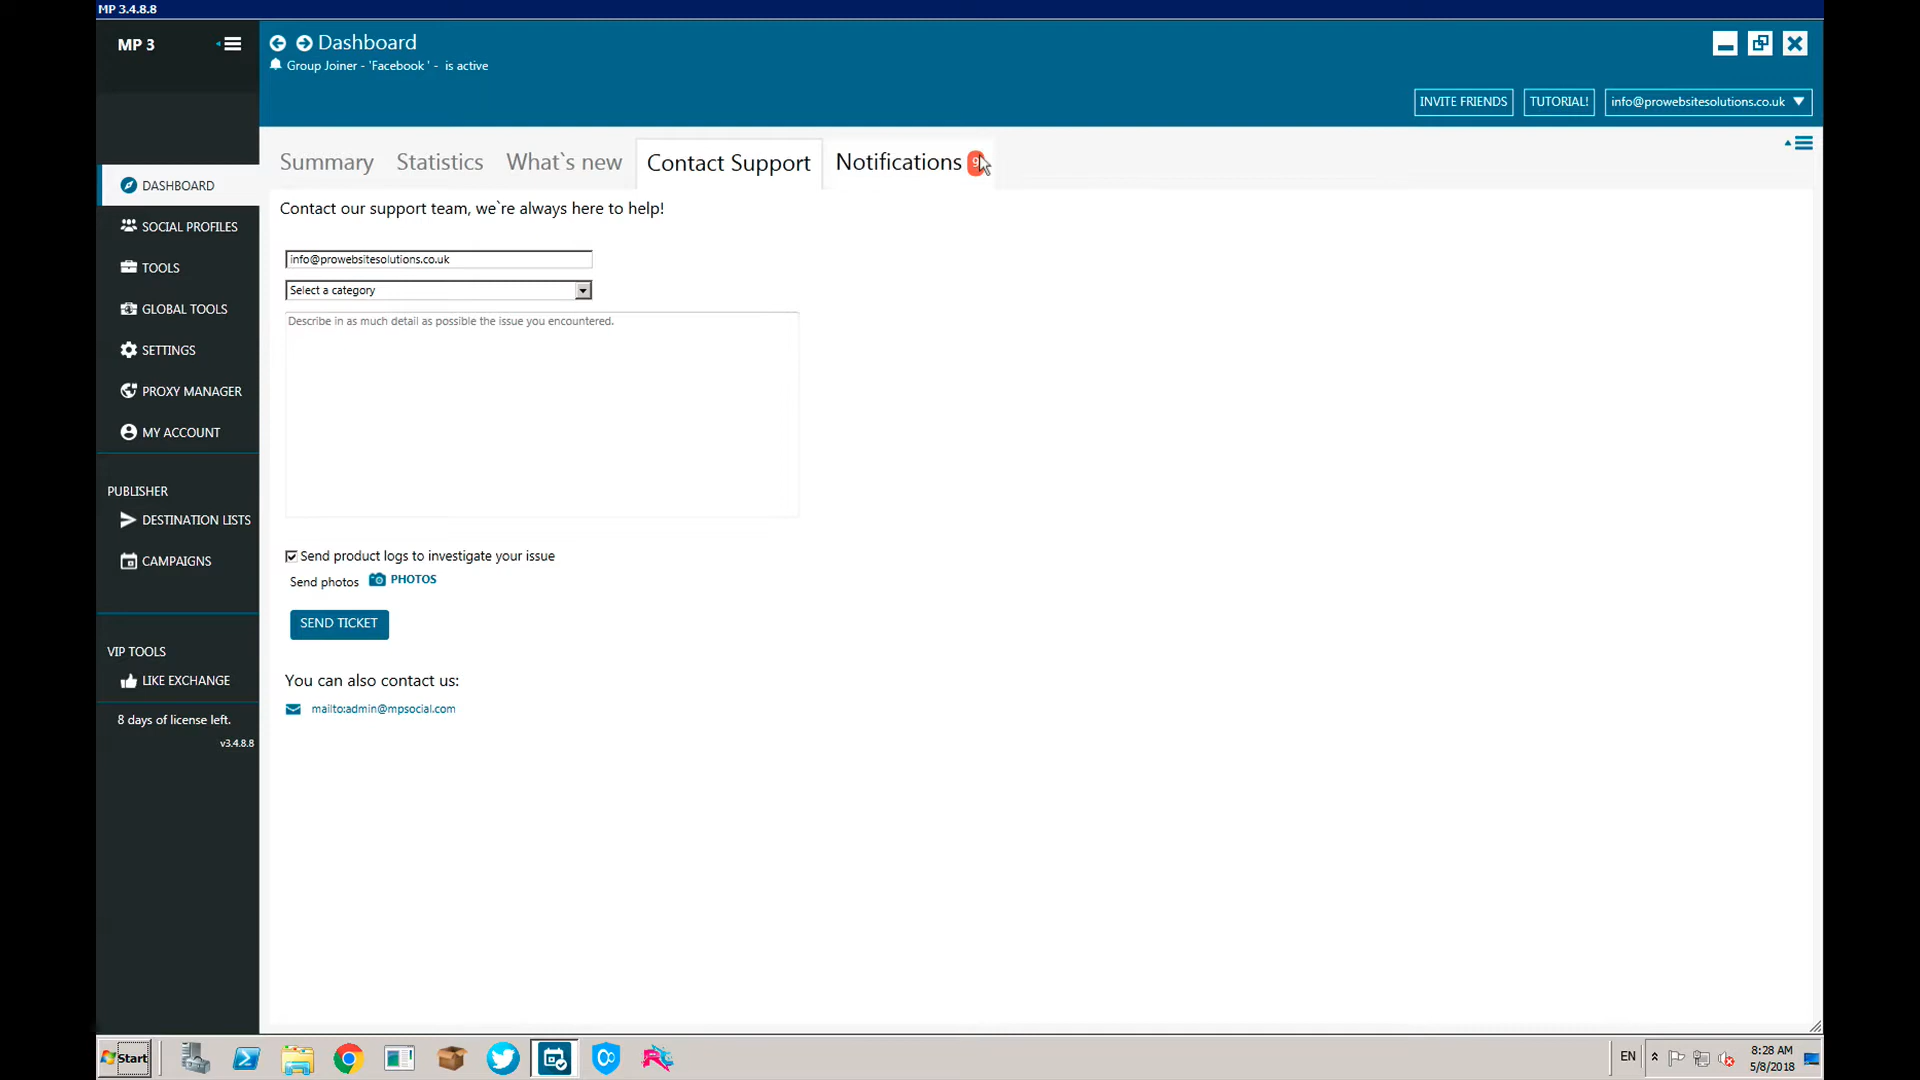 MP 3.4.8.8
MP 3
Dashboard
Group Joiner - 'Facebook ' -  is active
INVITE FRIENDS
TUTORIAL!
info@prowebsitesolutions.co.uk
Summary
Statistics
What`s new
Contact Support
Notifications
9
DASHBOARD
SOCIAL PROFILES
TOOLS
GLOBAL TOOLS
SETTINGS
PROXY MANAGER
MY ACCOUNT
PUBLISHER
DESTINATION LISTS
CAMPAIGNS
VIP TOOLS
LIKE EXCHANGE
8 days of license left.
v3.4.8.8
Contact our support team, we`re always here to help!
info@prowebsitesolutions.co.uk
Select a category
Describe in as much detail as possible the issue you encountered.
Send product logs to investigate your issue
Send photos
PHOTOS
SEND TICKET
You can also contact us:
mailto:admin@mpsocial.com
Start
EN
8:28 AM
5/8/2018